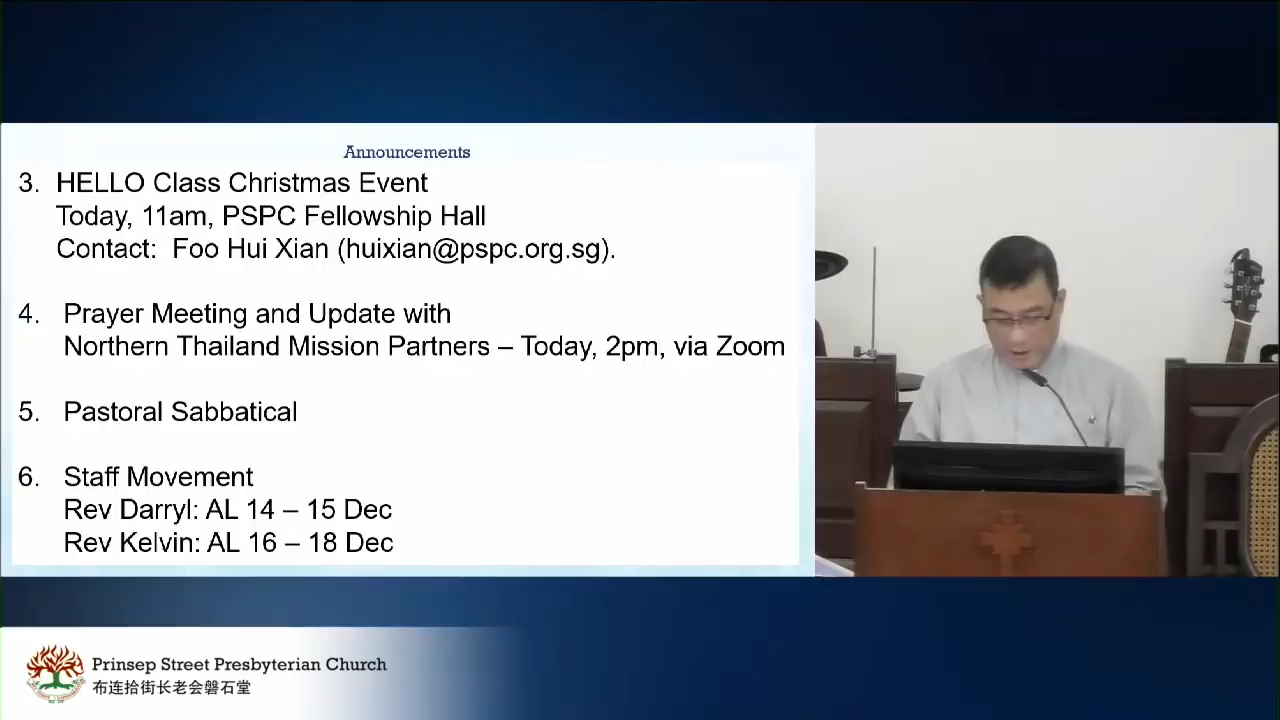 Announcements
3. HELLO Class Christmas Event
Today, 11am, PSPC Fellowship Hall
Contact: Foo Hui Xian (huixian@pspc.org.sg).
4. Prayer Meeting and Update with
Northern Thailand Mission Partners – Today, 2pm, via Zoom
5. Pastoral Sabbatical
6. Staff Movement
Rev Darryl: AL 14 – 15 Dec
Rev Kelvin: AL 16 – 18 Dec
Prinsep Street Presbyterian Church
布连拾街长老会磐石堂